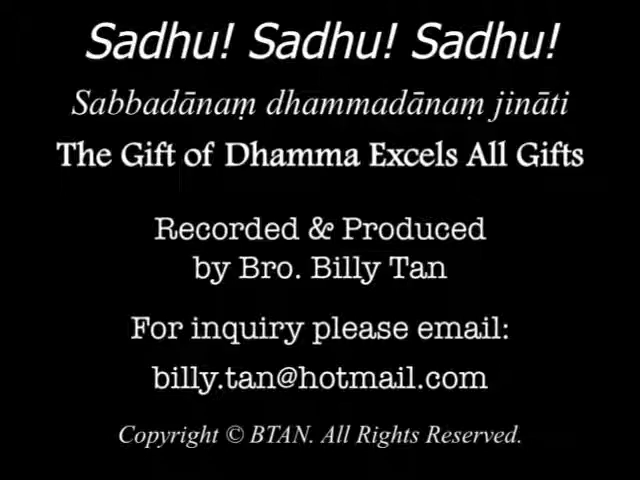 Sadhu! Sadhu! Sadhu!
Sabbadānaṃ dhammadānaṃ jināti
The Gift of Dhamma Excels All Gifts
Recorded & Produced
by Bro. Billy Tan
For inquiry please email:
billy.tan@hotmail.com
Copyright © BTAN. All Rights Reserved.